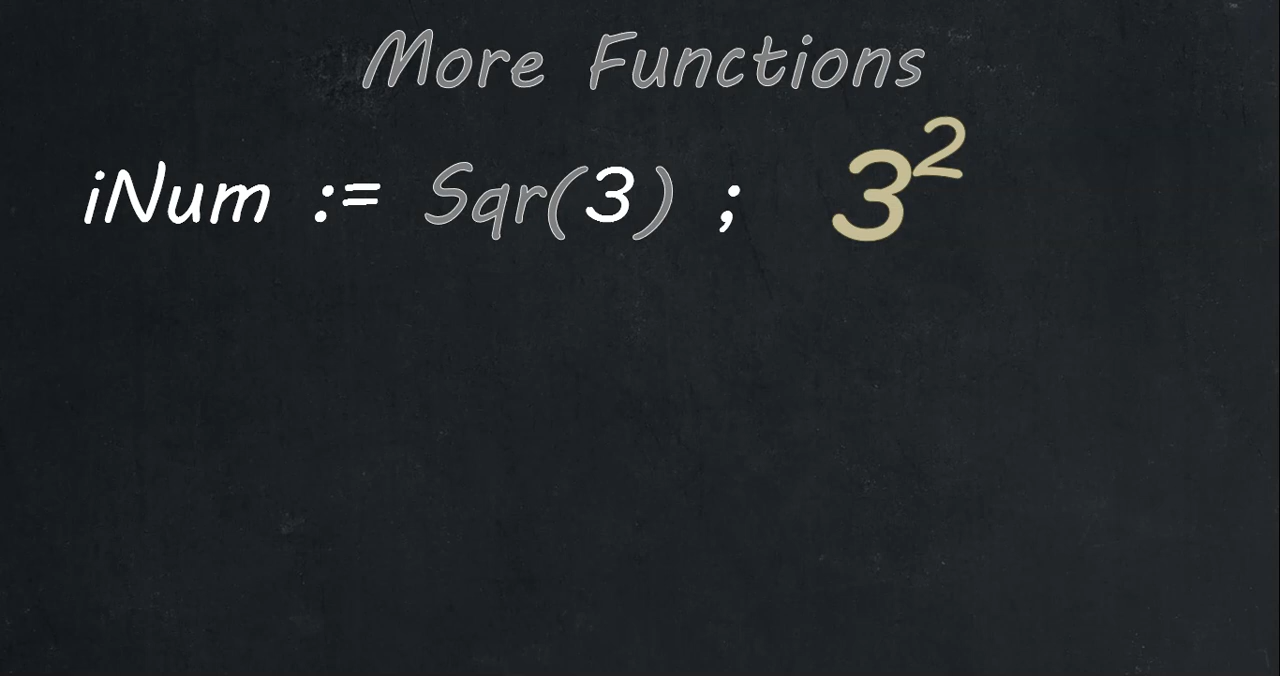 More Functions
iNum := Sqr(3) ; 3²